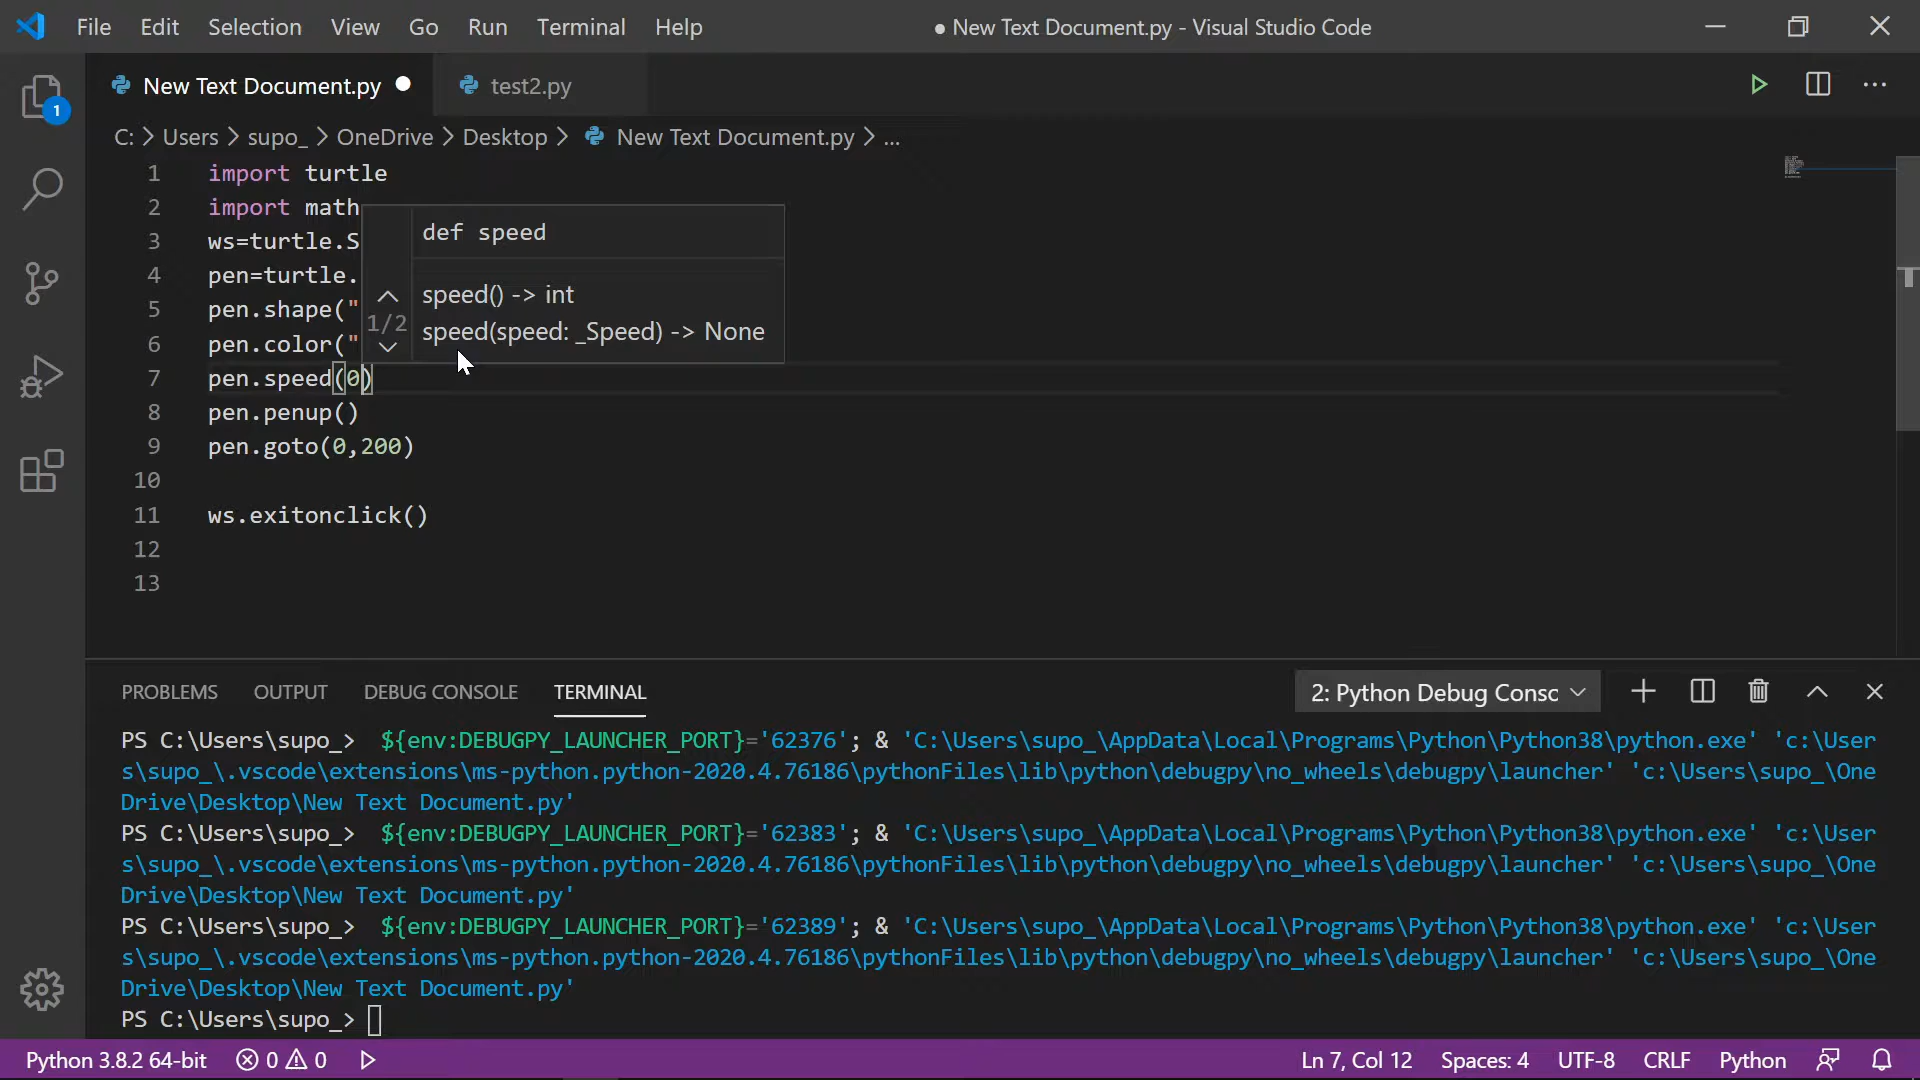 File Edit Selection View Go Run Terminal Help ● New Text Document.py - Visual Studio Code
New Text Document.py ● test2.py
1
C: > Users > supo_ > OneDrive > Desktop > New Text Document.py > ...
1 import turtle
2 import math
def speed
3 ws=turtle.S
4 pen=turtle.
speed() -> int
5 pen.shape("
1/2
speed(speed: _Speed) -> None
6 pen.color("
7 pen.speed(0)
8 pen.penup()
9 pen.goto(0,200)
10
11 ws.exitonclick()
12
13
PROBLEMS OUTPUT DEBUG CONSOLE TERMINAL 2: Python Debug Consc
PS C:\Users\supo_> ${env:DEBUGPY_LAUNCHER_PORT}='62376'; & 'C:\Users\supo_\AppData\Local\Programs\Python\Python38\python.exe' 'c:\User
s\supo_\.vscode\extensions\ms-python.python-2020.4.76186\pythonFiles\lib\python\debugpy\no_wheels\debugpy\launcher' 'c:\Users\supo_\One
Drive\Desktop\New Text Document.py'
PS C:\Users\supo_> ${env:DEBUGPY_LAUNCHER_PORT}='62383'; & 'C:\Users\supo_\AppData\Local\Programs\Python\Python38\python.exe' 'c:\User
s\supo_\.vscode\extensions\ms-python.python-2020.4.76186\pythonFiles\lib\python\debugpy\no_wheels\debugpy\launcher' 'c:\Users\supo_\One
Drive\Desktop\New Text Document.py'
PS C:\Users\supo_> ${env:DEBUGPY_LAUNCHER_PORT}='62389'; & 'C:\Users\supo_\AppData\Local\Programs\Python\Python38\python.exe' 'c:\User
s\supo_\.vscode\extensions\ms-python.python-2020.4.76186\pythonFiles\lib\python\debugpy\no_wheels\debugpy\launcher' 'c:\Users\supo_\One
Drive\Desktop\New Text Document.py'
PS C:\Users\supo_>
Python 3.8.2 64-bit 0 0 Ln 7, Col 12 Spaces: 4 UTF-8 CRLF Python